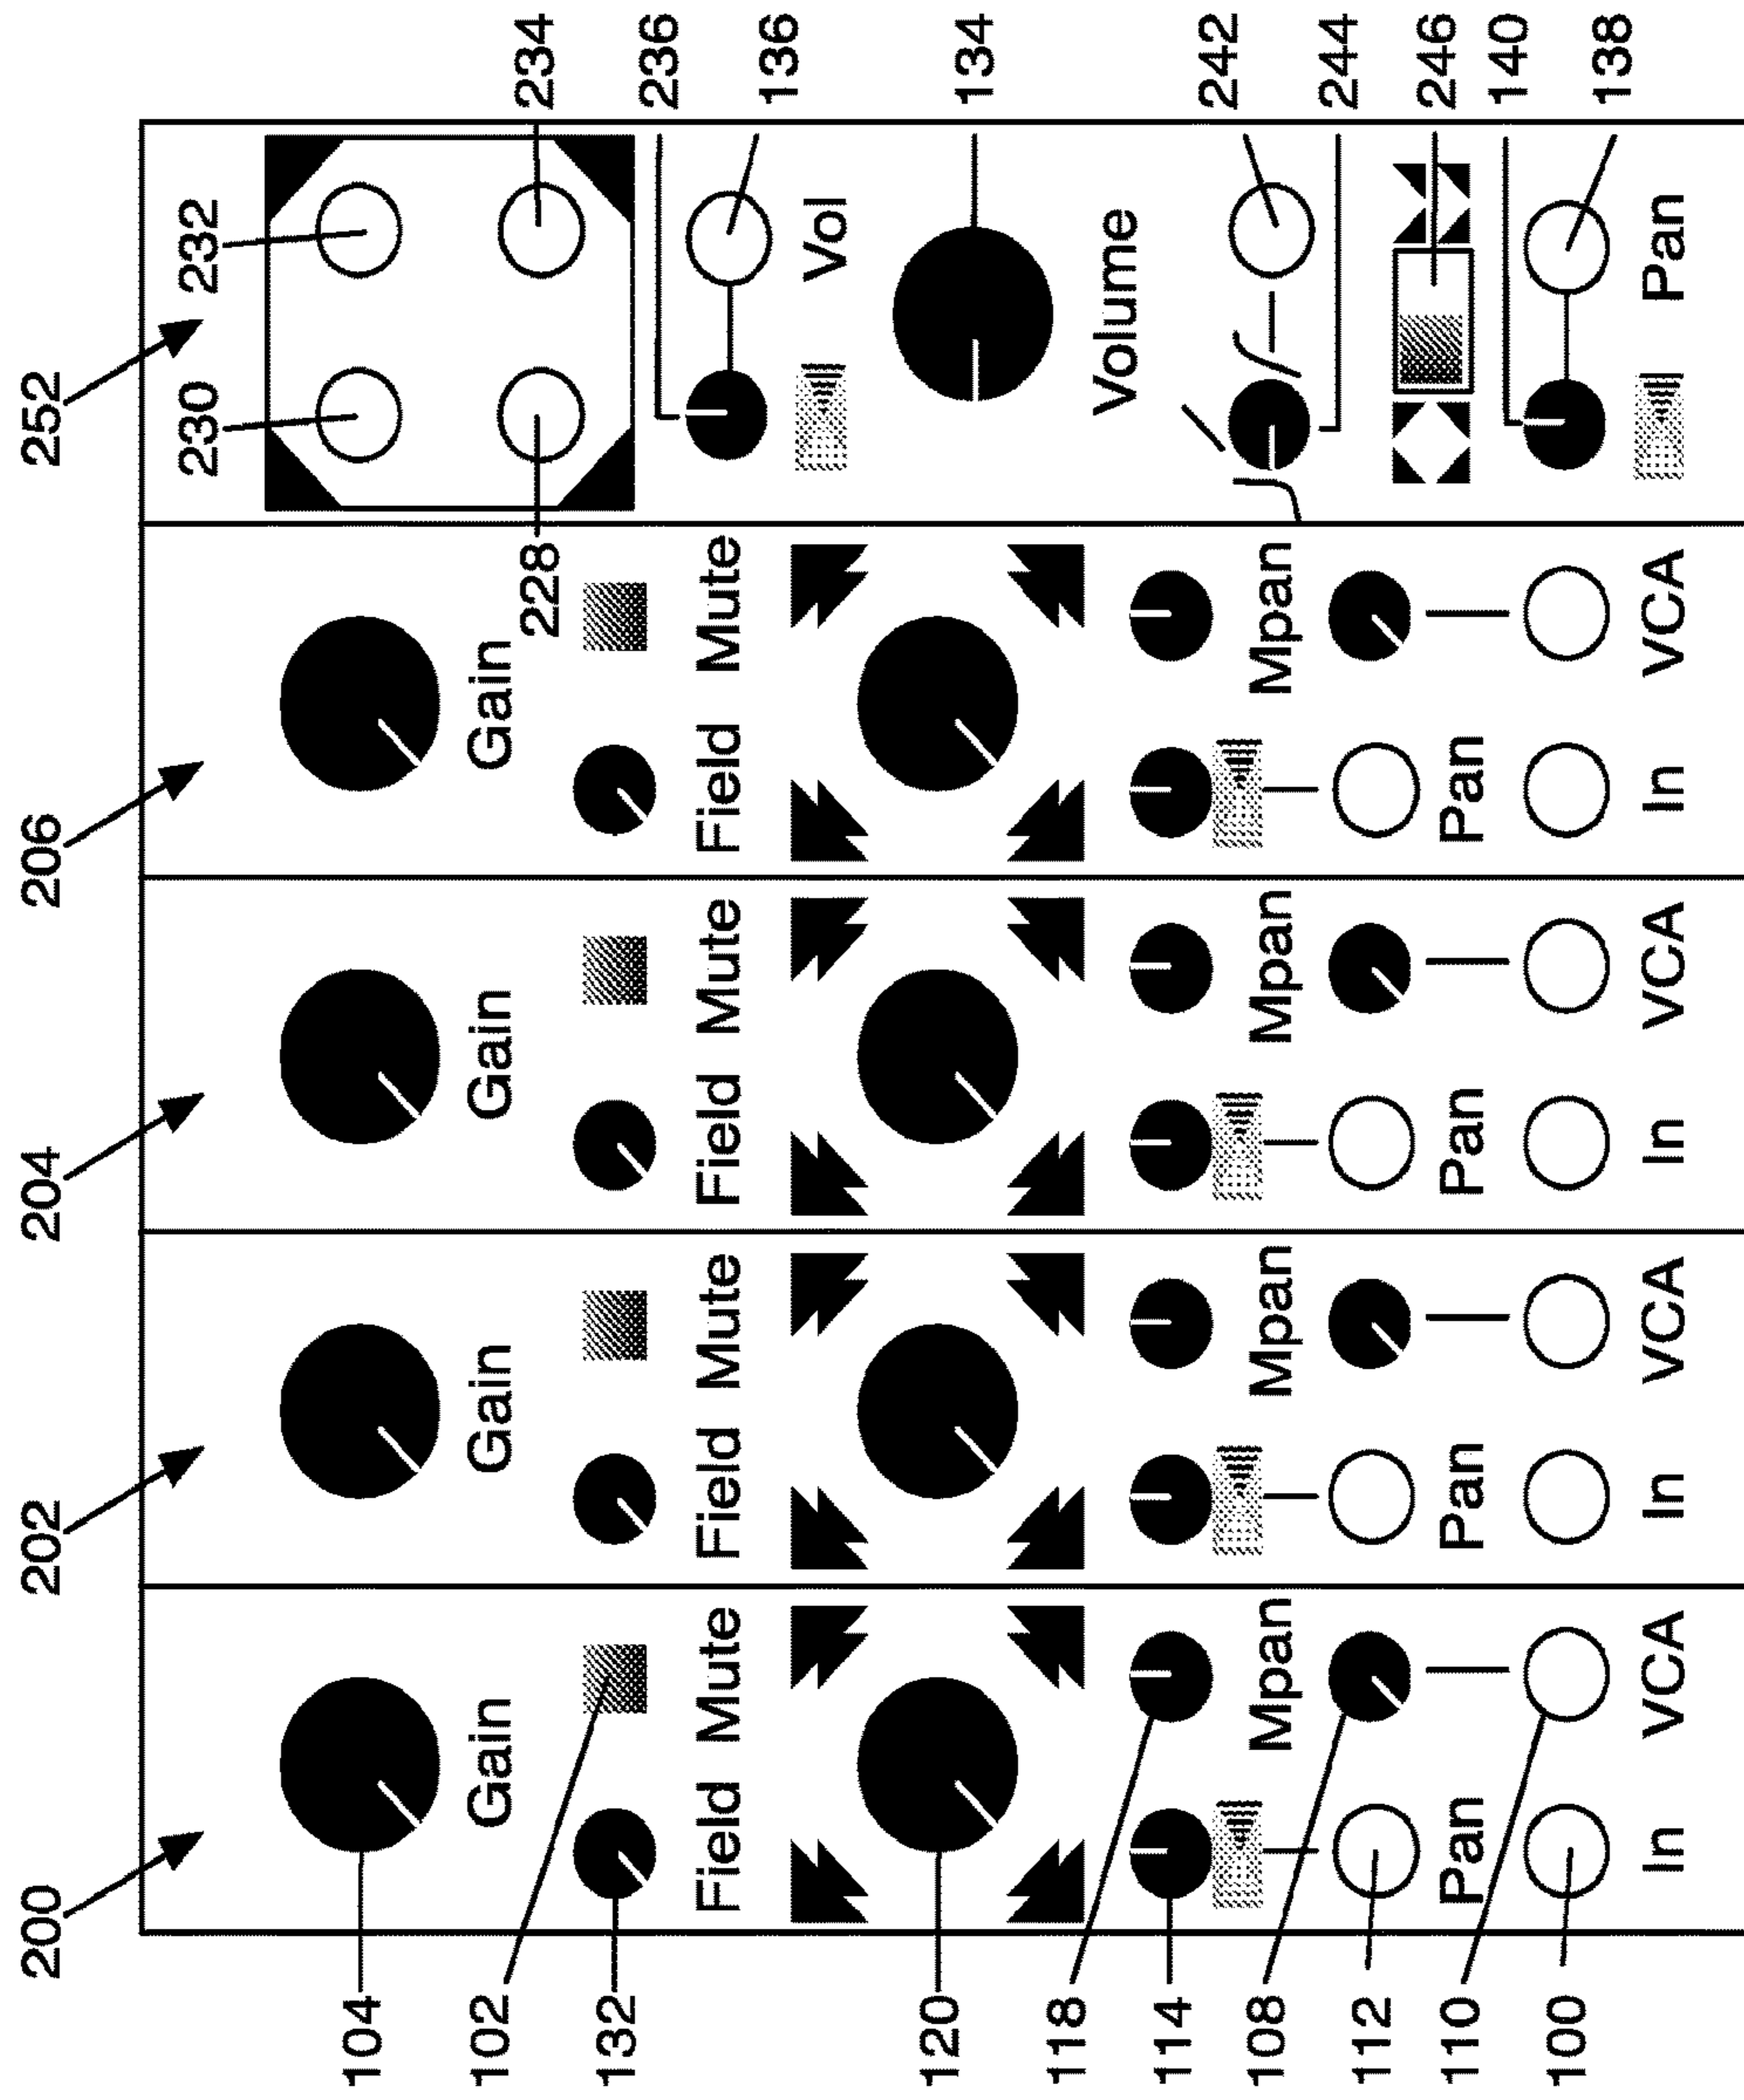 200 202 204 206 252
230 232
104
102 Gain Gain Gain Gain
228 234
132
236
Field Mute Field Mute Field Mute Field Mute
136
Vol
120 134
118
Volume
114
242
108 Mpan Mpan Mpan Mpan
244
112
246
110 Pan Pan Pan Pan
140
100
138
In VCA In VCA In VCA In VCA Pan